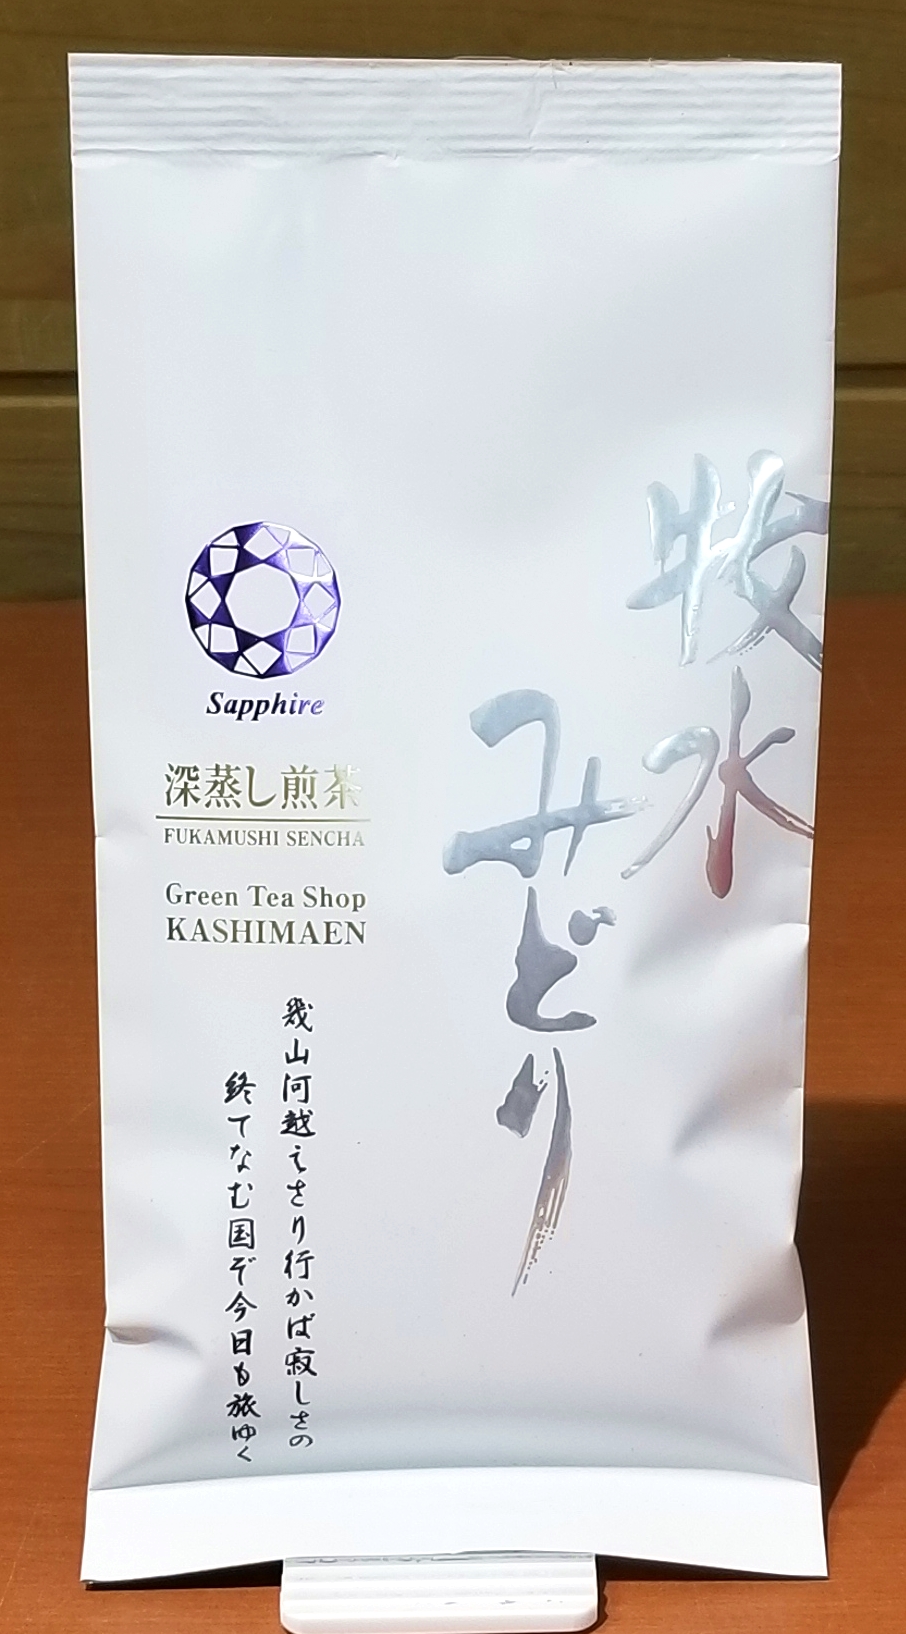 牧水
みどり
Sapphire
深蒸し煎茶
FUKAMUSHI SENCHA
Green Tea Shop
KASHIMAEN
幾山河越えさり行かば寂しさの
終てなむ国ぞ今日も旅ゆく